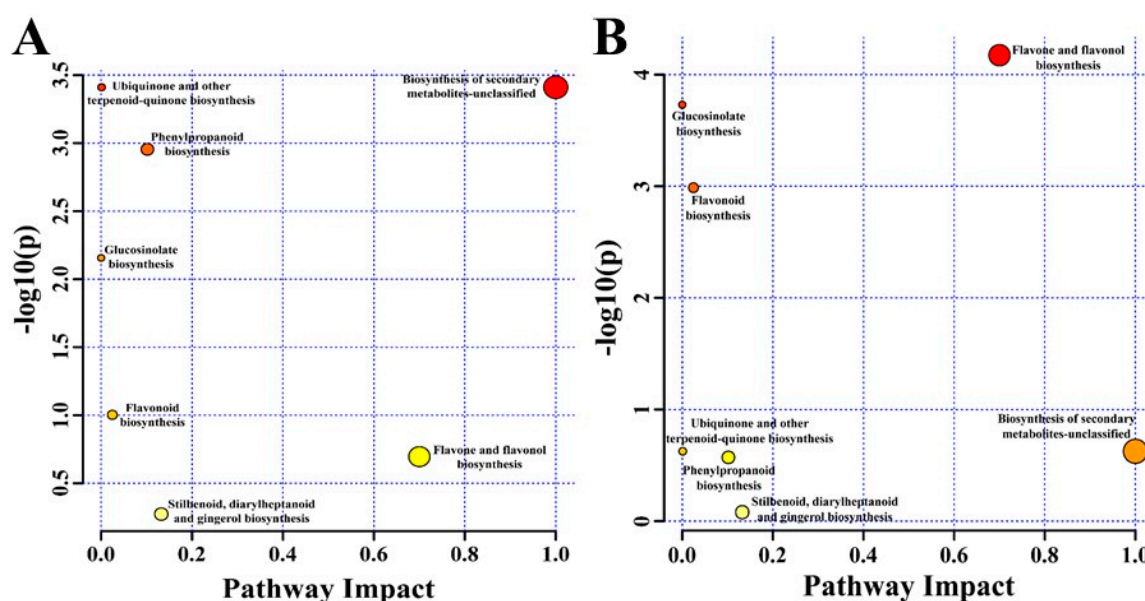 A
-log10(p)
3.5
3.0
2.5
2.0
1.5
1.0
0.5
Ubiquinone and other
terpenoid-quinone biosynthesis
Biosynthesis of secondary
metabolites-unclassified
Phenylpropanoid
biosynthesis
Glucosinolate
biosynthesis
Flavonoid
biosynthesis
Flavone and flavonol
biosynthesis
Stilbenoid, diarylheptanoid
and gingerol biosynthesis
0.0 0.2 0.4 0.6 0.8 1.0
Pathway Impact
B
-log10(p)
4
3
2
1
0
Flavone and flavonol
biosynthesis
Glucosinolate
biosynthesis
Flavonoid
biosynthesis
Ubiquinone and other
terpenoid-quinone biosynthesis
Biosynthesis of secondary
metabolites-unclassified
Phenylpropanoid
biosynthesis
Stilbenoid, diarylheptanoid
and gingerol biosynthesis
0.0 0.2 0.4 0.6 0.8 1.0
Pathway Impact